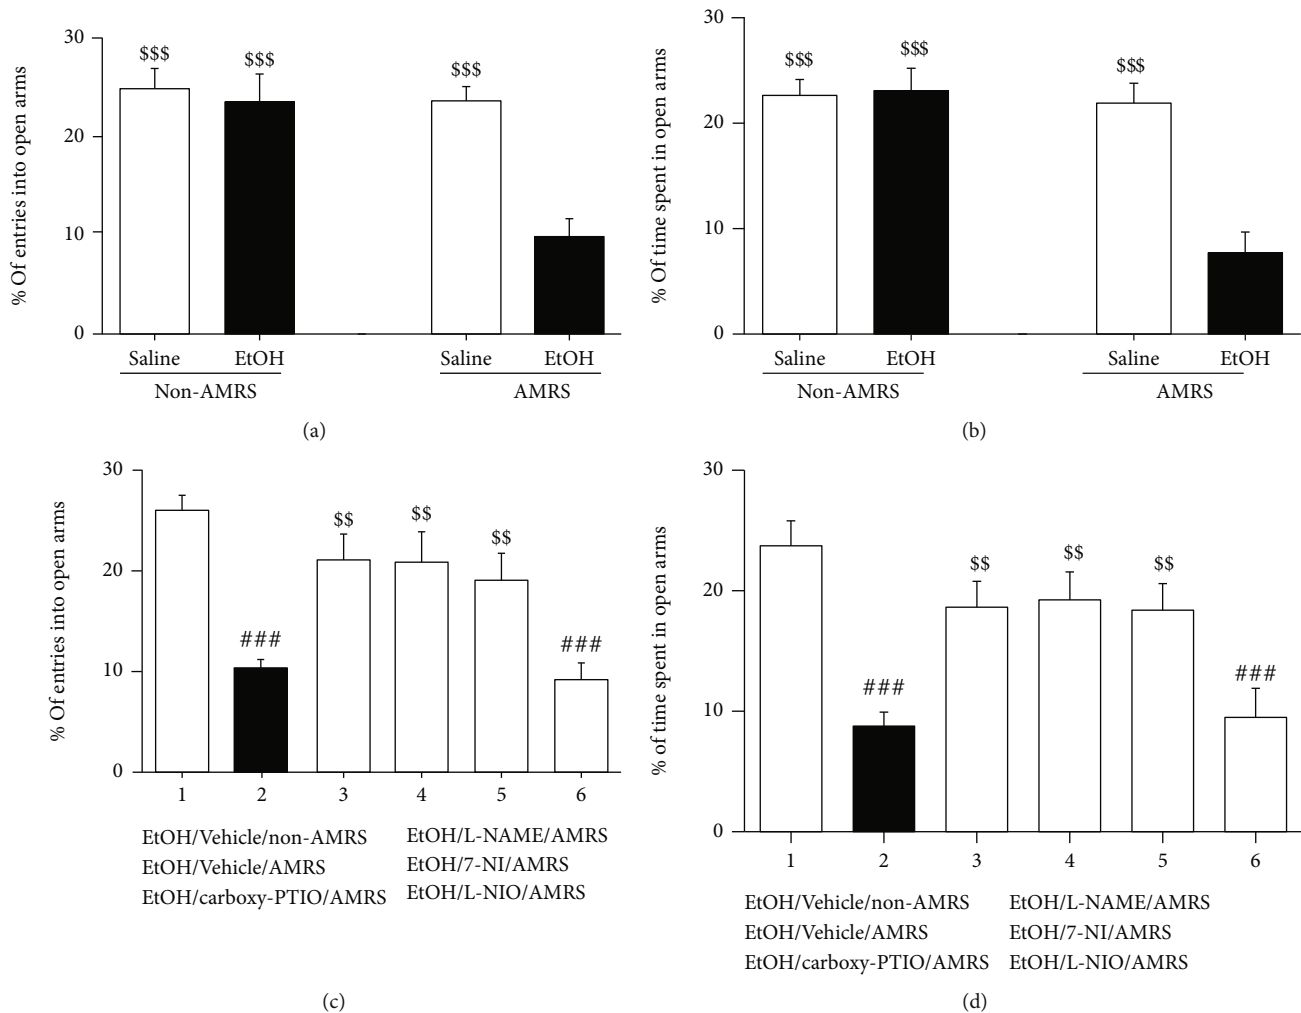 % Of entries into open arms
30
20
10
0
$$$
$$$
$$$
Saline
EtOH
Saline
EtOH
Non-AMRS
AMRS
(a)
% Of time spent in open arms
30
20
10
0
$$$
$$$
$$$
Saline
EtOH
Saline
EtOH
Non-AMRS
AMRS
(b)
% Of entries into open arms
30
20
10
0
###
$$
$$
$$
###
1 2 3 4 5 6
EtOH/Vehicle/non-AMRS
EtOH/Vehicle/AMRS
EtOH/carboxy-PTIO/AMRS
EtOH/L-NAME/AMRS
EtOH/7-NI/AMRS
EtOH/L-NIO/AMRS
(c)
% of time spent in open arms
30
20
10
0
###
$$
$$
$$
###
1 2 3 4 5 6
EtOH/Vehicle/non-AMRS
EtOH/Vehicle/AMRS
EtOH/carboxy-PTIO/AMRS
EtOH/L-NAME/AMRS
EtOH/7-NI/AMRS
EtOH/L-NIO/AMRS
(d)